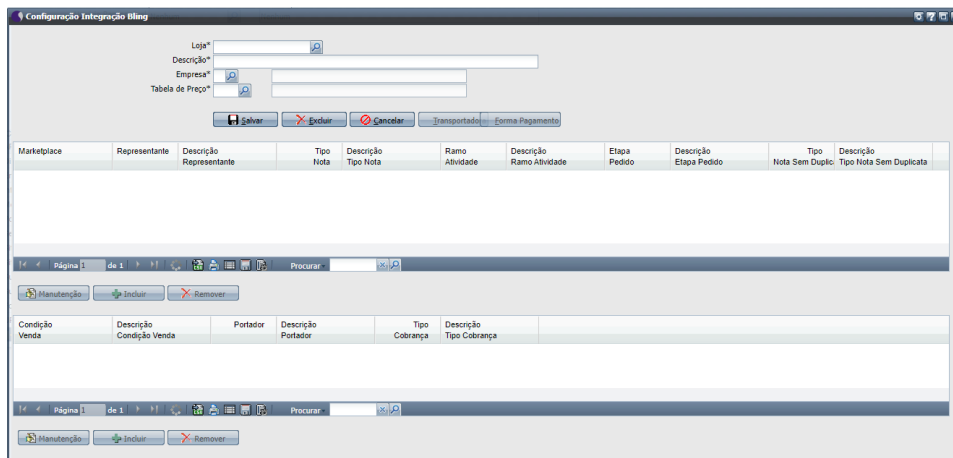 Configuração Integração Bling
Loja*
Descrição*
Empresa*
Tabela de Preço*
Salvar Excluir Cancelar Transportado Forma Pagamento
Marketplace Representante Descrição Tipo Descrição Ramo Descrição Etapa Descrição Tipo Descrição
Representante Nota Tipo Nota Atividade Ramo Atividade Pedido Etapa Pedido Nota Sem Duplic Tipo Nota Sem Duplicata
Página 1 de 1 Procurar
Manutenção Incluir Remover
Condição Descrição Portador Descrição Tipo Descrição
Venda Condição Venda Portador Cobrança Tipo Cobrança
Página 1 de 1 Procurar
Manutenção Incluir Remover